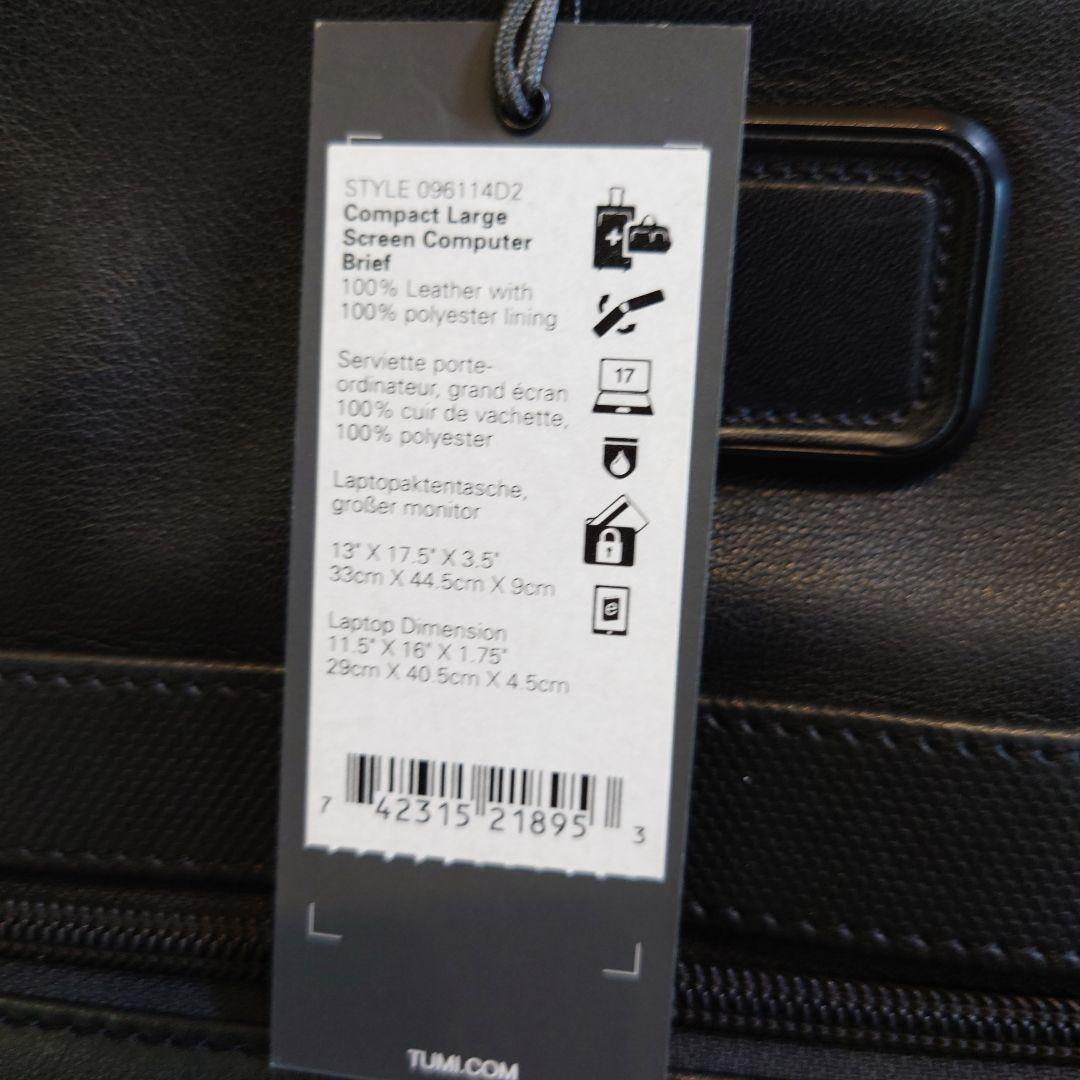 STYLE 096114D2
Compact Large
Screen Computer
Brief
100% Leather with
100% polyester lining
Serviette porte-
ordinateur, grand écran
100% cuir de vachette,
100% polyester
Laptopaktentasche,
großer monitor
13" X 17.5" X 3.5"
33cm X 44.5cm X 9cm
Laptop Dimension
11.5" X 16" X 1.75"
29cm X 40.5cm X 4.5cm
17
e
7 42315 21895 3
TUMI.COM